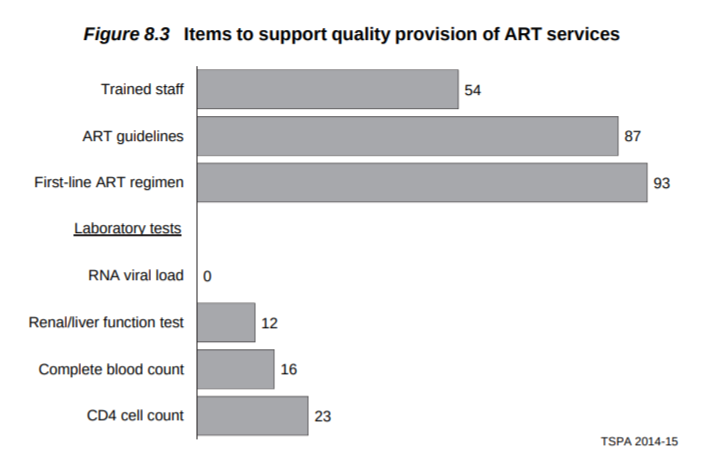 Figure 8.3 Items to support quality provision of ART services
Trained staff 54
ART guidelines 87
First-line ART regimen 93
Laboratory tests
RNA viral load 0
Renal/liver function test 12
Complete blood count 16
CD4 cell count 23
TSPA 2014-15